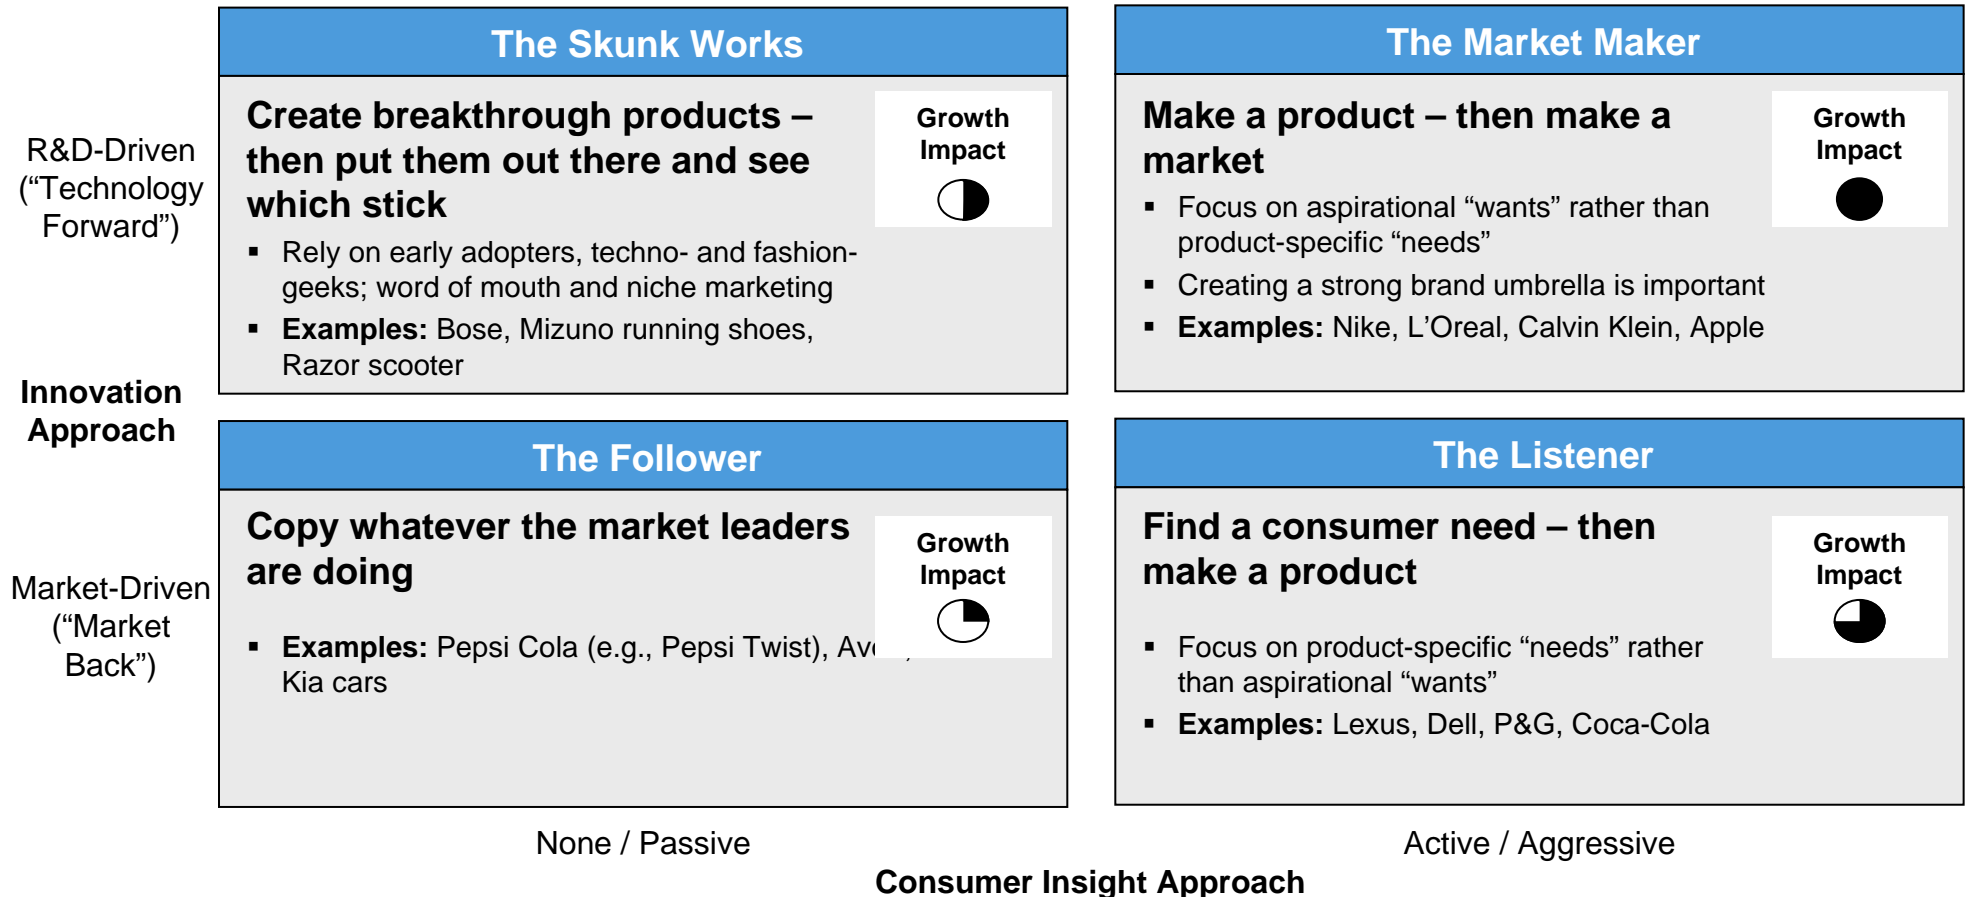 The Skunk Works
Create breakthrough products –
then put them out there and see
which stick
▪ Rely on early adopters, techno- and fashion-
geeks; word of mouth and niche marketing
▪ Examples: Bose, Mizuno running shoes,
Razor scooter
Growth
Impact
The Market Maker
Make a product – then make a
market
▪ Focus on aspirational “wants” rather than
product-specific “needs”
▪ Creating a strong brand umbrella is important
▪ Examples: Nike, L’Oreal, Calvin Klein, Apple
Growth
Impact
R&D-Driven
(“Technology
Forward”)
Innovation
Approach
Market-Driven
(“Market
Back”)
The Follower
Copy whatever the market leaders
are doing
▪ Examples: Pepsi Cola (e.g., Pepsi Twist),
Kia cars
Growth
Impact
The Listener
Find a consumer need – then
make a product
▪ Focus on product-specific “needs” rather
than aspirational “wants”
▪ Examples: Lexus, Dell, P&G, Coca-Cola
Growth
Impact
None / Passive
Active / Aggressive
Consumer Insight Approach